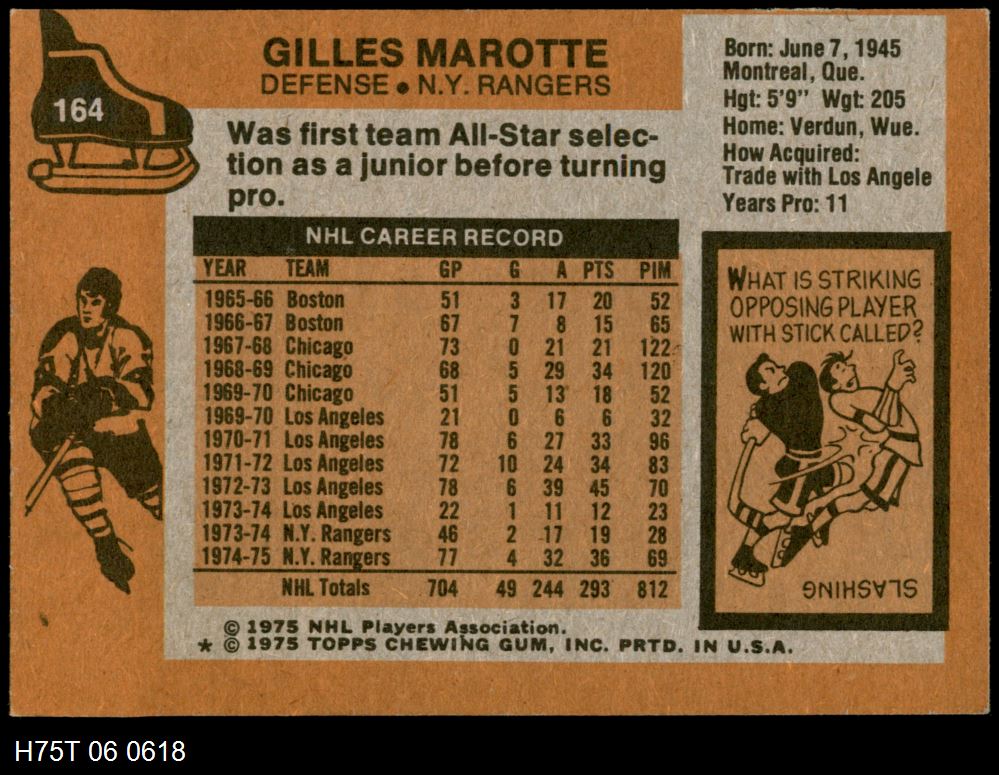 164
GILLES MAROTTE
DEFENSE • N.Y. RANGERS
Was first team All-Star selec-
tion as a junior before turning
pro.
Born: June 7, 1945
Montreal, Que.
Hgt: 5'9" Wgt: 205
Home: Verdun, Wue.
How Acquired:
Trade with Los Angele
Years Pro: 11
NHL CAREER RECORD
YEAR TEAM GP G A PTS PIM
1965-66 Boston 51 3 17 20 52
1966-67 Boston 67 7 8 15 65
1967-68 Chicago 73 0 21 21 122
1968-69 Chicago 68 5 29 34 120
1969-70 Chicago 51 5 13 18 52
1969-70 Los Angeles 21 0 6 6 32
1970-71 Los Angeles 78 6 27 33 96
1971-72 Los Angeles 72 10 24 34 83
1972-73 Los Angeles 78 6 39 45 70
1973-74 Los Angeles 22 1 11 12 23
1973-74 N.Y. Rangers 46 2 17 19 28
1974-75 N.Y. Rangers 77 4 32 36 69
NHL Totals 704 49 244 293 812
WHAT IS STRIKING
OPPOSING PLAYER
WITH STICK CALLED?
SLASHING
© 1975 NHL Players Association.
* © 1975 TOPPS CHEWING GUM, INC. PRTD. IN U.S.A.
H75T 06 0618